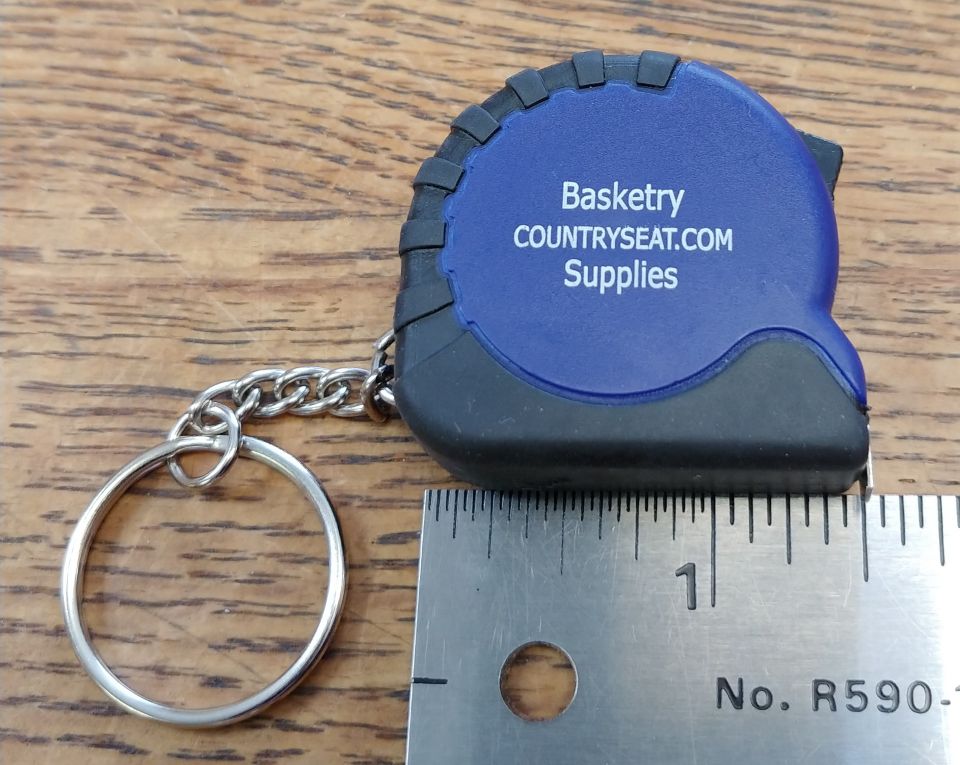 Basketry
COUNTRYSEAT.COM
Supplies
1
No. R590-